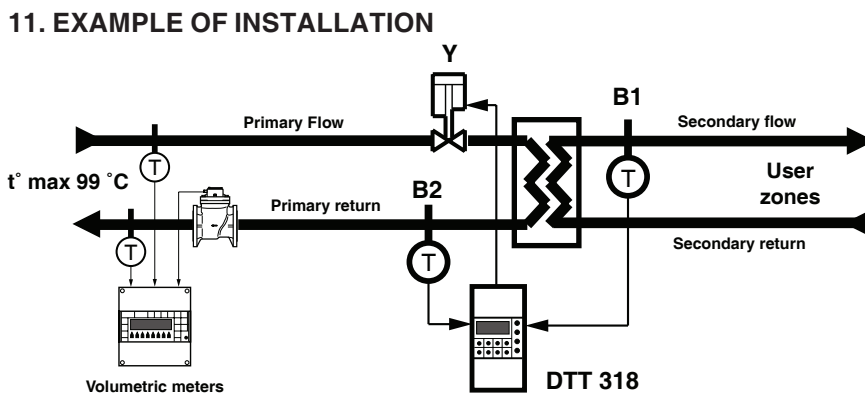 11. EXAMPLE OF INSTALLATION
Y
B1
Primary Flow
Secondary flow
T
t° max 99 °C
B2
T
User
zones
Primary return
Secondary return
T
T
DTT 318
Volumetric meters